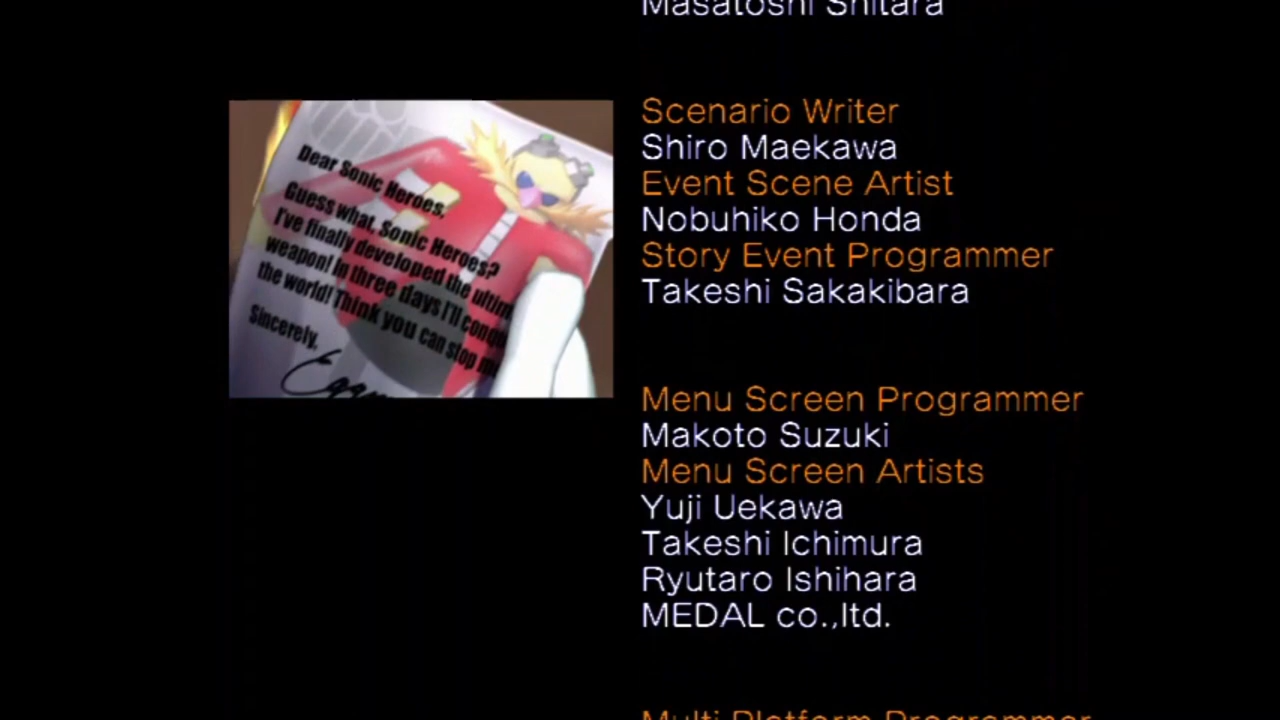 Masatoshi Shitara
Dear Sonic Heroes,
Guess what, Sonic Heroes?
I've finally developed the
weapon! In three days I'll
the world! Think you can stop
Sincerely,
Scenario Writer
Shiro Maekawa
Event Scene Artist
Nobuhiko Honda
Story Event Programmer
Takeshi Sakakibara
Menu Screen Programmer
Makoto Suzuki
Menu Screen Artists
Yuji Uekawa
Takeshi Ichimura
Ryutaro Ishihara
MEDAL co.,ltd.
Multi Platform Programmer